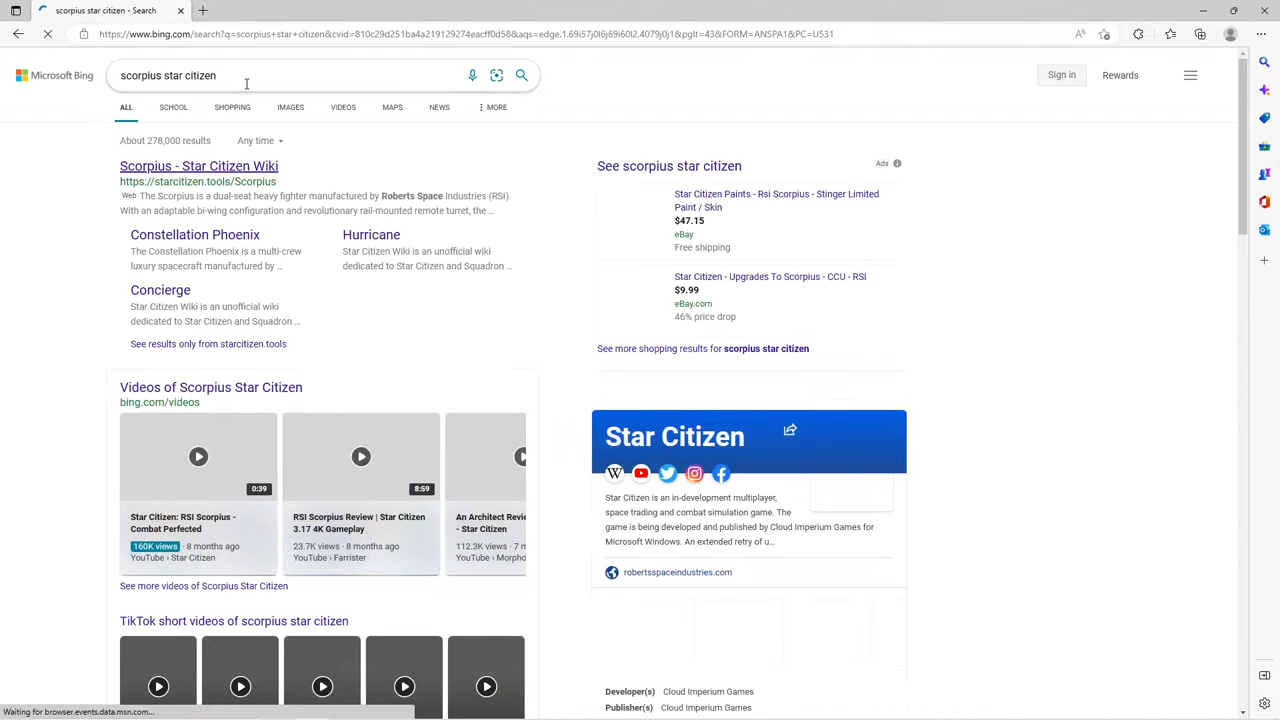 scorpius star citizen - Search
https://www.bing.com/search?q=scorpius+star+citizen&cvid=810c29d251ba4a219129274eacff0d58&aqs=edge.1.69i57j0l6j69i60l2.4079j0j1&pglt=43&FORM=ANSPA1&PC=U531
Microsoft Bing
scorpius star citizen
Sign in
Rewards
ALL SCHOOL SHOPPING IMAGES VIDEOS MAPS NEWS MORE
About 278,000 results Any time
Scorpius - Star Citizen Wiki
https://starcitizen.tools/Scorpius
Web The Scorpius is a dual-seat heavy fighter manufactured by Roberts Space Industries (RSI).
With an adaptable bi-wing configuration and revolutionary rail-mounted remote turret, the ...
Constellation Phoenix
The Constellation Phoenix is a multi-crew
luxury spacecraft manufactured by ...
Hurricane
Star Citizen Wiki is an unofficial wiki
dedicated to Star Citizen and Squadron ...
Concierge
Star Citizen Wiki is an unofficial wiki
dedicated to Star Citizen and Squadron ...
See results only from starcitizen.tools
Videos of Scorpius Star Citizen
bing.com/videos
0:39
Star Citizen: RSI Scorpius -
Combat Perfected
160K views · 8 months ago
YouTube › Star Citizen
8:59
RSI Scorpius Review | Star Citizen
3.17 4K Gameplay
23.7K views · 8 months ago
YouTube › Farrister
An Architect Revie
- Star Citizen
112.3K views · 7 m
YouTube › Morpho
See more videos of Scorpius Star Citizen
TikTok short videos of scorpius star citizen
See scorpius star citizen
Ads
Star Citizen Paints - Rsi Scorpius - Stinger Limited
Paint / Skin
$47.15
eBay
Free shipping
Star Citizen - Upgrades To Scorpius - CCU - RSI
$9.99
eBay.com
46% price drop
See more shopping results for scorpius star citizen
Star Citizen
Star Citizen is an in-development multiplayer,
space trading and combat simulation game. The
game is being developed and published by Cloud Imperium Games for
Microsoft Windows. An extended retry of u...
robertsspaceindustries.com
Developer(s) Cloud Imperium Games
Publisher(s) Cloud Imperium Games
Waiting for browser.events.data.msn.com...